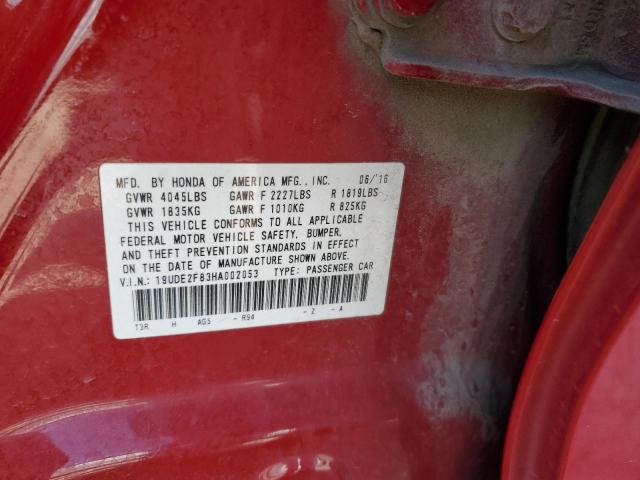 MFD. BY HONDA OF AMERICA MFG., INC. 06/'16
GVWR 4045LBS GAWR F 2227LBS R 1819LBS
GVWR 1835KG GAWR F 1010KG R 825KG
THIS VEHICLE CONFORMS TO ALL APPLICABLE
FEDERAL MOTOR VEHICLE SAFETY, BUMPER,
AND THEFT PREVENTION STANDARDS IN EFFECT
ON THE DATE OF MANUFACTURE SHOWN ABOVE.
V.I.N.: 19UDE2F83HA002053 TYPE: PASSENGER CAR
T3R H AGS - R94 - Z - A